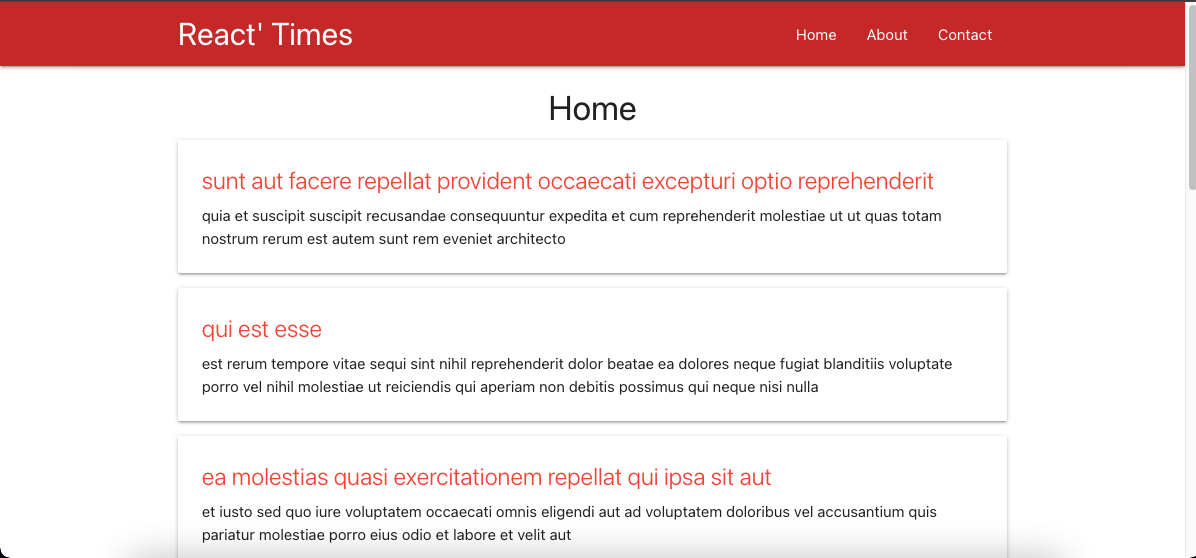 React' Times
Home
About
Contact
Home
sunt aut facere repellat provident occaecati excepturi optio reprehenderit
quia et suscipit suscipit recusandae consequuntur expedita et cum reprehenderit molestiae ut ut quas totam
nostrum rerum est autem sunt rem eveniet architecto
qui est esse
est rerum tempore vitae sequi sint nihil reprehenderit dolor beatae ea dolores neque fugiat blanditiis voluptate
porro vel nihil molestiae ut reiciendis qui aperiam non debitis possimus qui neque nisi nulla
ea molestias quasi exercitationem repellat qui ipsa sit aut
et iusto sed quo iure voluptatem occaecati omnis eligendi aut ad voluptatem doloribus vel accusantium quis
pariatur molestiae porro eius odio et labore et velit aut